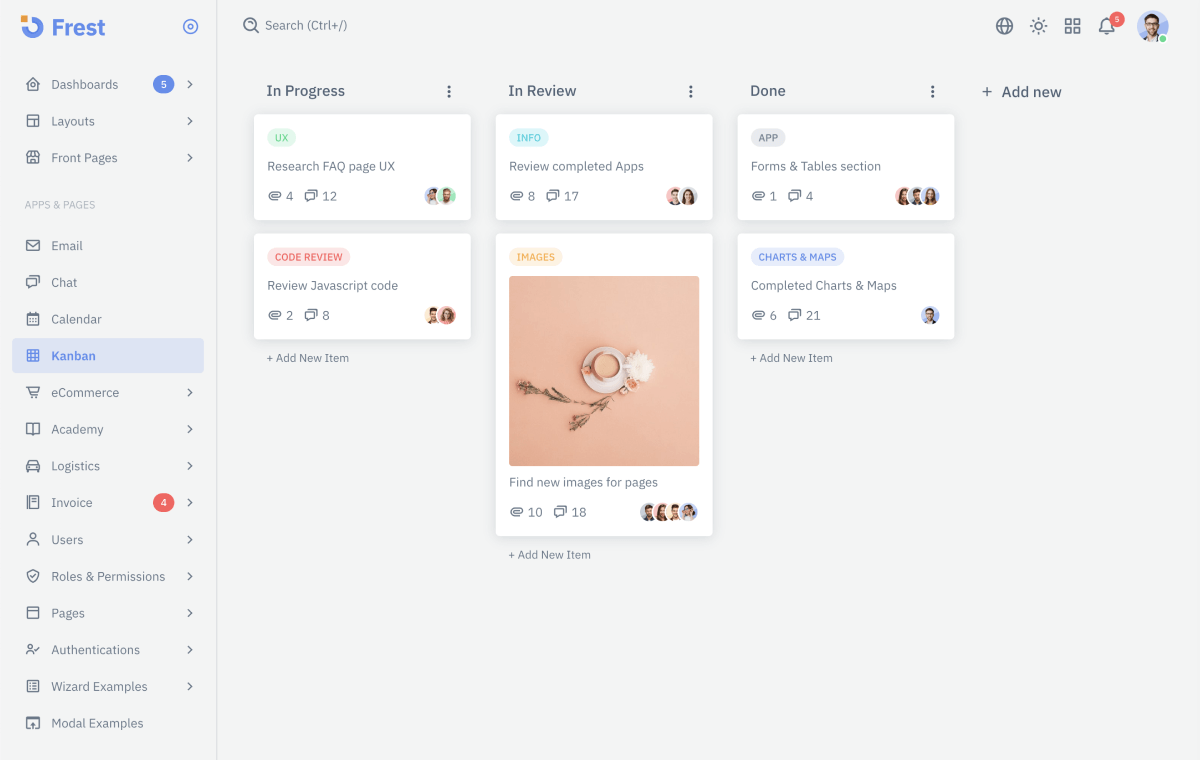 Frest
Search (Ctrl+/)
5
Dashboards
5
Layouts
Front Pages
APPS & PAGES
Email
Chat
Calendar
Kanban
eCommerce
Academy
Logistics
Invoice
4
Users
Roles & Permissions
Pages
Authentications
Wizard Examples
Modal Examples
In Progress
UX
Research FAQ page UX
4 12
CODE REVIEW
Review Javascript code
2 8
+ Add New Item
In Review
INFO
Review completed Apps
8 17
IMAGES
Find new images for pages
10 18
+ Add New Item
Done
APP
Forms & Tables section
1 4
CHARTS & MAPS
Completed Charts & Maps
6 21
+ Add New Item
+ Add new